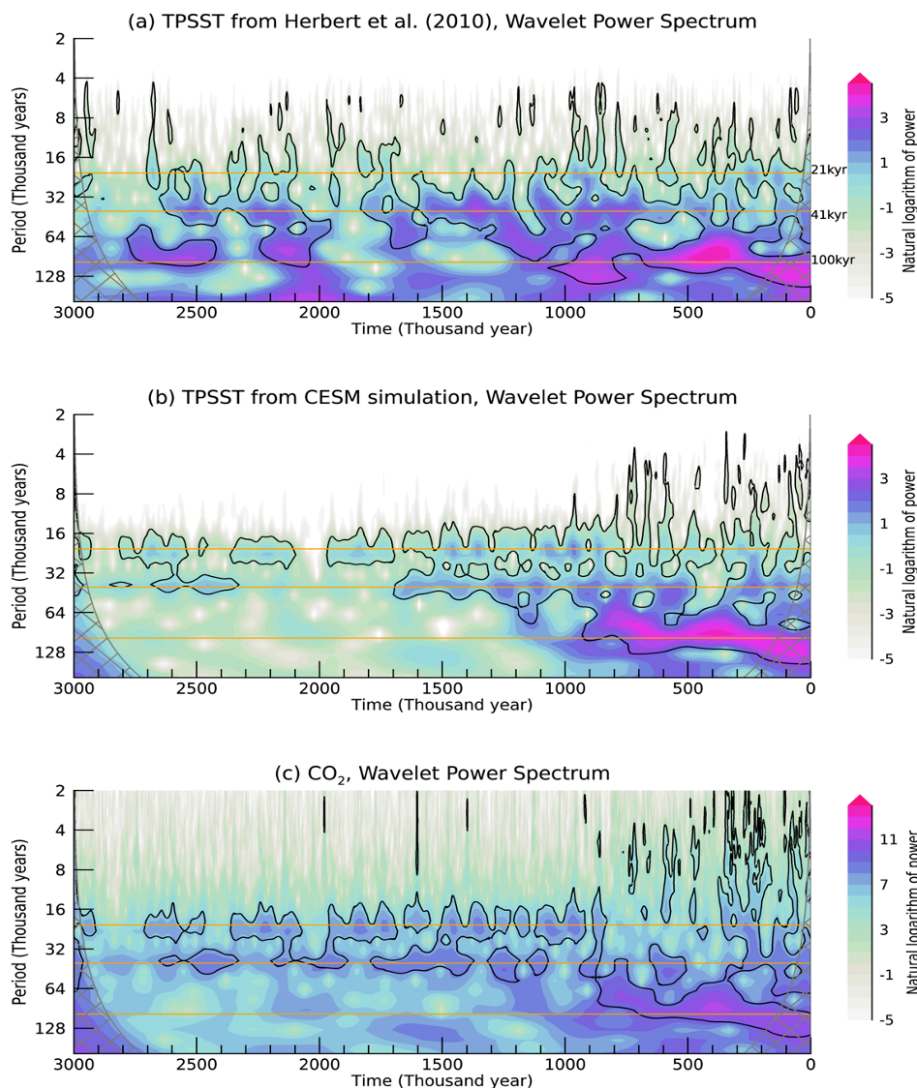 (a) TPSST from Herbert et al. (2010), Wavelet Power Spectrum
2
4
8
16
32
64
128
Period (Thousand years)
21kyr
41kyr
100kyr
3000 2500 2000 1500 1000 500 0
Time (Thousand year)
3
1
-1
-3
-5
Natural logarithm of power
(b) TPSST from CESM simulation, Wavelet Power Spectrum
2
4
8
16
32
64
128
Period (Thousand years)
3000 2500 2000 1500 1000 500 0
Time (Thousand year)
3
1
-1
-3
-5
Natural logarithm of power
(c) CO₂, Wavelet Power Spectrum
2
4
8
16
32
64
128
Period (Thousand years)
3000 2500 2000 1500 1000 500 0
Time (Thousand year)
11
7
3
-1
-5
Natural logarithm of power